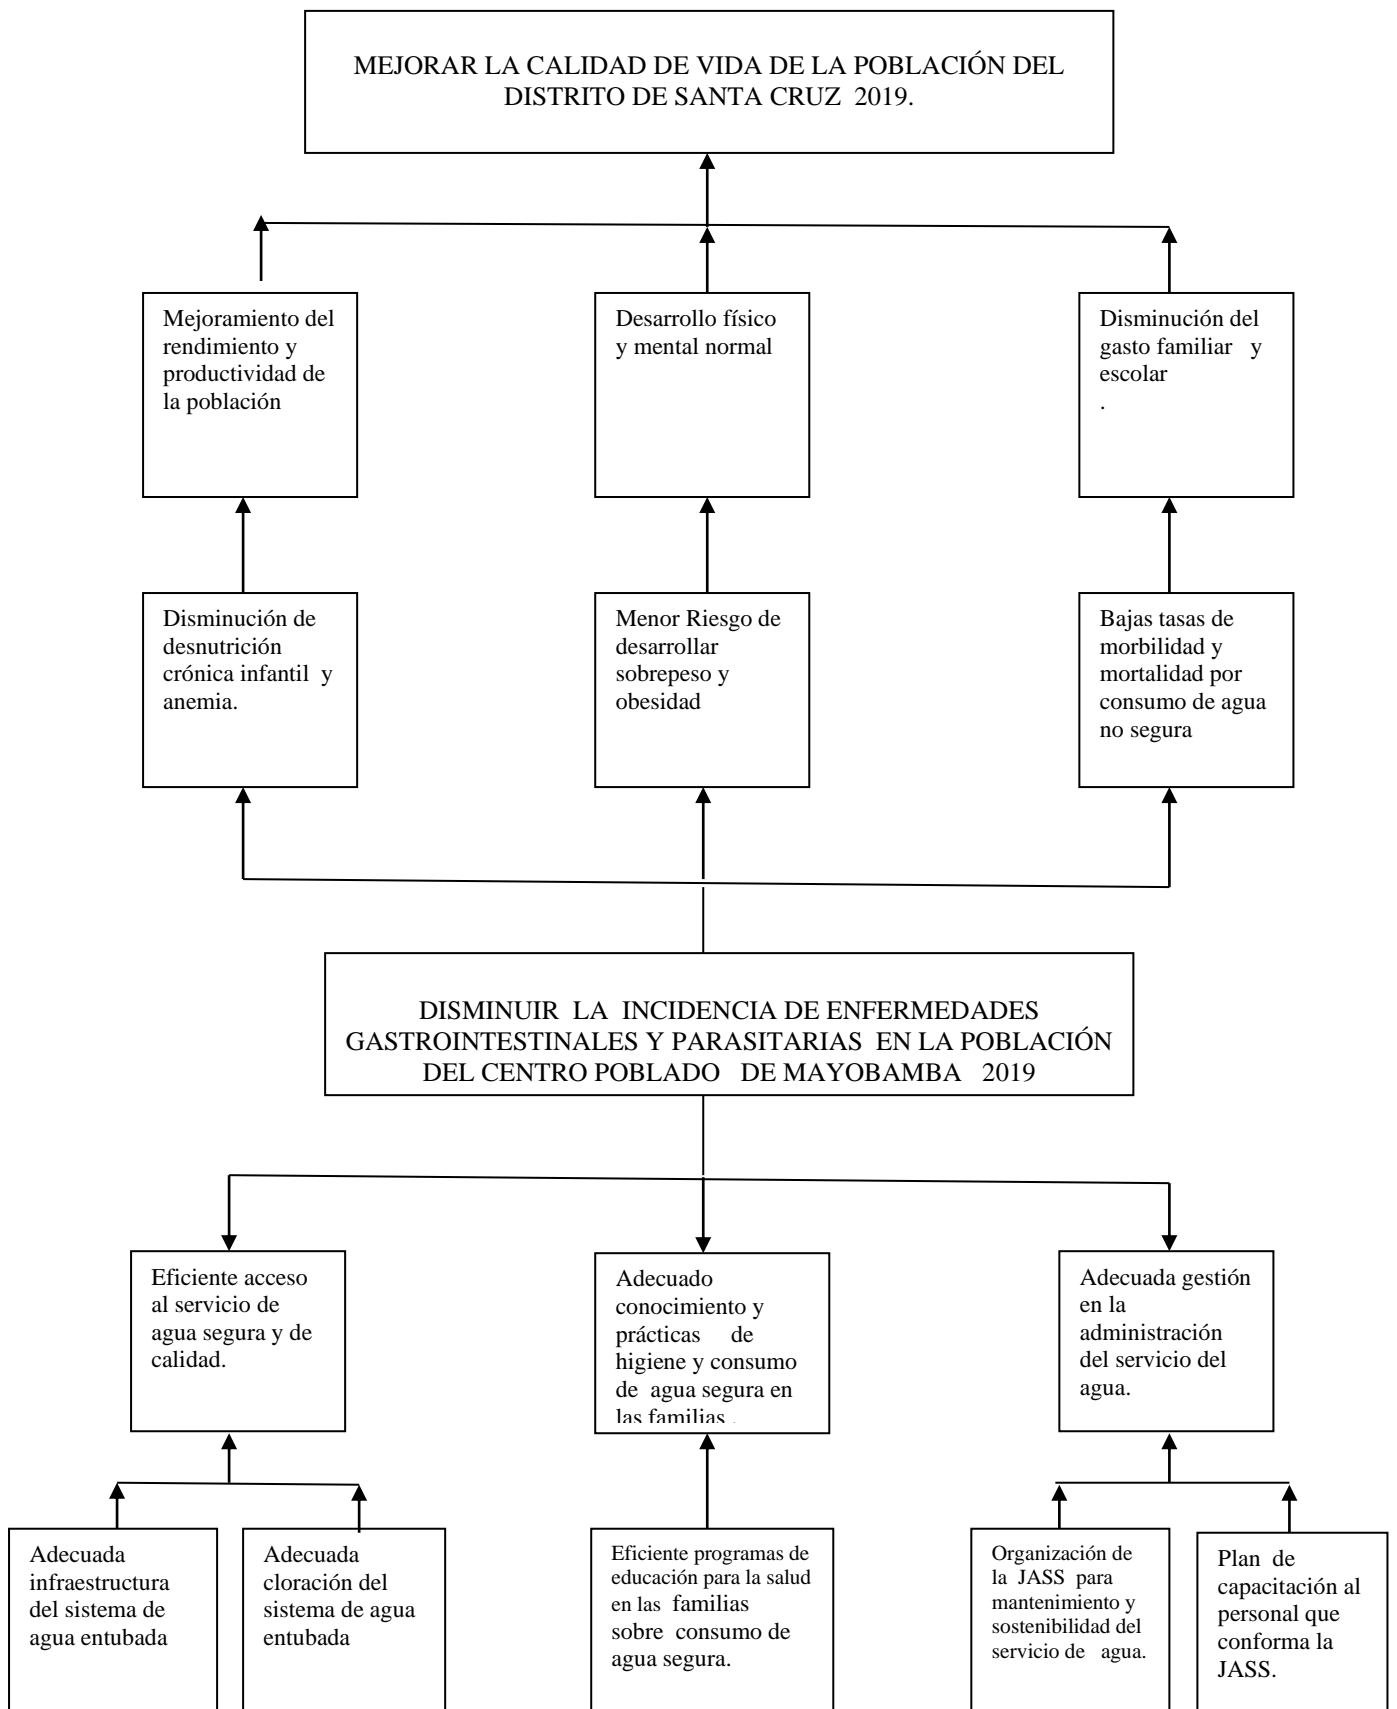 MEJORAR LA CALIDAD DE VIDA DE LA POBLACIÓN DEL
DISTRITO DE SANTA CRUZ 2019.
Mejoramiento del
rendimiento y
productividad de
la población
Desarrollo físico
y mental normal
Disminución del
gasto familiar y
escolar
.
Disminución de
desnutrición
crónica infantil y
anemia.
Menor Riesgo de
desarrollar
sobrepeso y
obesidad
Bajas tasas de
morbilidad y
mortalidad por
consumo de agua
no segura
DISMINUIR LA INCIDENCIA DE ENFERMEDADES
GASTROINTESTINALES Y PARASITARIAS EN LA POBLACIÓN
DEL CENTRO POBLADO DE MAYOBAMBA 2019
Eficiente acceso
al servicio de
agua segura y de
calidad.
Adecuado
conocimiento y
prácticas de
higiene y consumo
de agua segura en
las familias .
Adecuada gestión
en la
administración
del servicio del
agua.
Adecuada
infraestructura
del sistema de
agua entubada
Adecuada
cloración del
sistema de agua
entubada
Eficiente programas de
educación para la salud
en las familias
sobre consumo de
agua segura.
Organización de
la JASS para
mantenimiento y
sostenibilidad del
servicio de agua.
Plan de
capacitación al
personal que
conforma la
JASS.